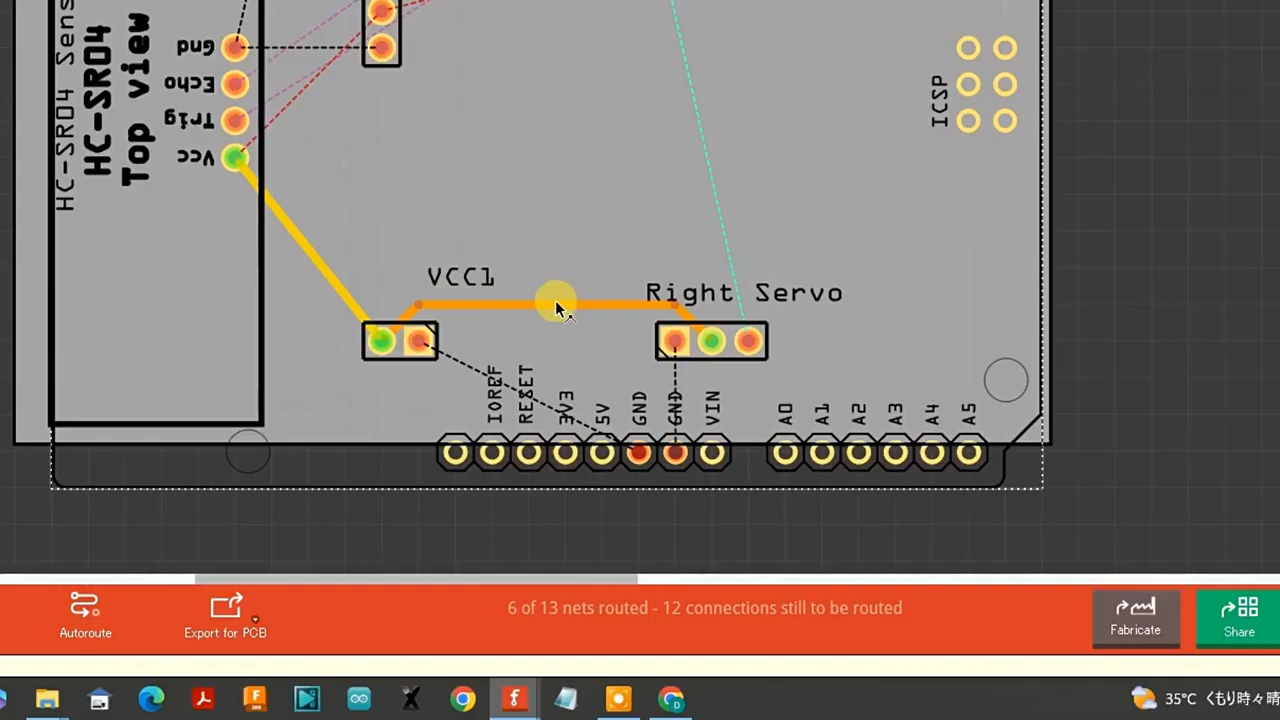 HC-SR04 Sens
HC-SR04
Top view
Gnd
Echo
Trig
Vcc
ICSP
VCC1
Right Servo
IOREF
RESET
3V3
5V
GND
GND
VIN
A0
A1
A2
A3
A4
A5
Autoroute
Export for PCB
6 of 13 nets routed - 12 connections still to be routed
Fabricate
Share
35°C くもり時々晴